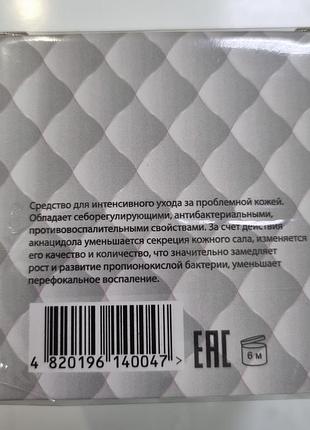 Средство для интенсивного ухода за проблемной кожей.
Обладает себорегулирующими, антибактериальными,
противовоспалительными свойствами. За счет действия
акнацидола уменьшается секреция кожного сала, изменяется
его качество и количество, что значительно замедляет
рост и развитие пропионокислой бактерии, уменьшает
перефокальное воспаление.
4 820196 140047 >
EAC
6 м